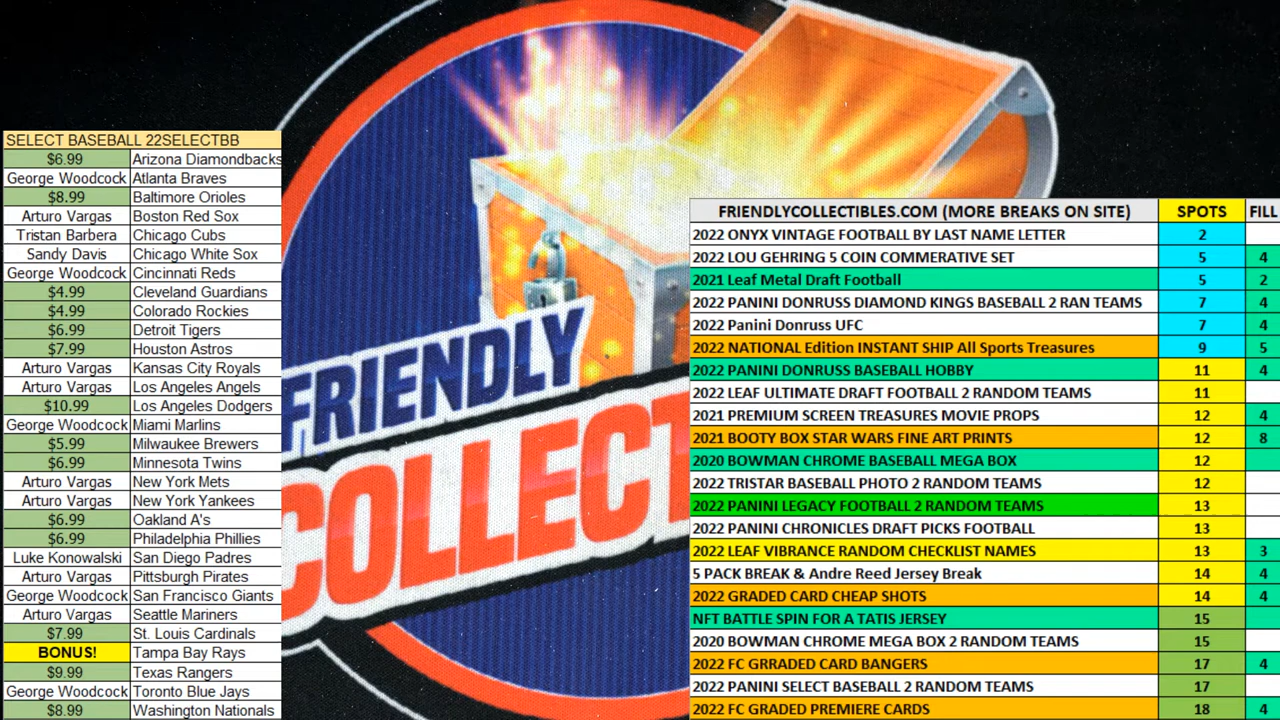 SELECT BASEBALL 22SELECTBB
$6.99 Arizona Diamondbacks
George Woodcock Atlanta Braves
$8.99 Baltimore Orioles
Arturo Vargas Boston Red Sox
Tristan Barbera Chicago Cubs
Sandy Davis Chicago White Sox
George Woodcock Cincinnati Reds
$4.99 Cleveland Guardians
$4.99 Colorado Rockies
$6.99 Detroit Tigers
$7.99 Houston Astros
Arturo Vargas Kansas City Royals
Arturo Vargas Los Angeles Angels
$10.99 Los Angeles Dodgers
George Woodcock Miami Marlins
$5.99 Milwaukee Brewers
$6.99 Minnesota Twins
Arturo Vargas New York Mets
Arturo Vargas New York Yankees
$6.99 Oakland A's
$6.99 Philadelphia Phillies
Luke Konowalski San Diego Padres
Arturo Vargas Pittsburgh Pirates
George Woodcock San Francisco Giants
Arturo Vargas Seattle Mariners
$7.99 St. Louis Cardinals
BONUS! Tampa Bay Rays
$9.99 Texas Rangers
George Woodcock Toronto Blue Jays
$8.99 Washington Nationals
FRIENDLY
COLLECT
FRIENDLYCOLLECTIBLES.COM (MORE BREAKS ON SITE) SPOTS FILL
2022 ONYX VINTAGE FOOTBALL BY LAST NAME LETTER 2
2022 LOU GEHRING 5 COIN COMMERATIVE SET 5 4
2021 Leaf Metal Draft Football 5 2
2022 PANINI DONRUSS DIAMOND KINGS BASEBALL 2 RAN TEAMS 7 4
2022 Panini Donruss UFC 7 4
2022 NATIONAL Edition INSTANT SHIP All Sports Treasures 9 5
2022 PANINI DONRUSS BASEBALL HOBBY 11 4
2022 LEAF ULTIMATE DRAFT FOOTBALL 2 RANDOM TEAMS 11
2021 PREMIUM SCREEN TREASURES MOVIE PROPS 12 4
2021 BOOTY BOX STAR WARS FINE ART PRINTS 12 8
2020 BOWMAN CHROME BASEBALL MEGA BOX 12
2022 TRISTAR BASEBALL PHOTO 2 RANDOM TEAMS 12
2022 PANINI LEGACY FOOTBALL 2 RANDOM TEAMS 13
2022 PANINI CHRONICLES DRAFT PICKS FOOTBALL 13
2022 LEAF VIBRANCE RANDOM CHECKLIST NAMES 13 3
5 PACK BREAK & Andre Reed Jersey Break 14 4
2022 GRADED CARD CHEAP SHOTS 14 4
NFT BATTLE SPIN FOR A TATIS JERSEY 15
2020 BOWMAN CHROME MEGA BOX 2 RANDOM TEAMS 15
2022 FC GRRADED CARD BANGERS 17 4
2022 PANINI SELECT BASEBALL 2 RANDOM TEAMS 17
2022 FC GRADED PREMIERE CARDS 18 4